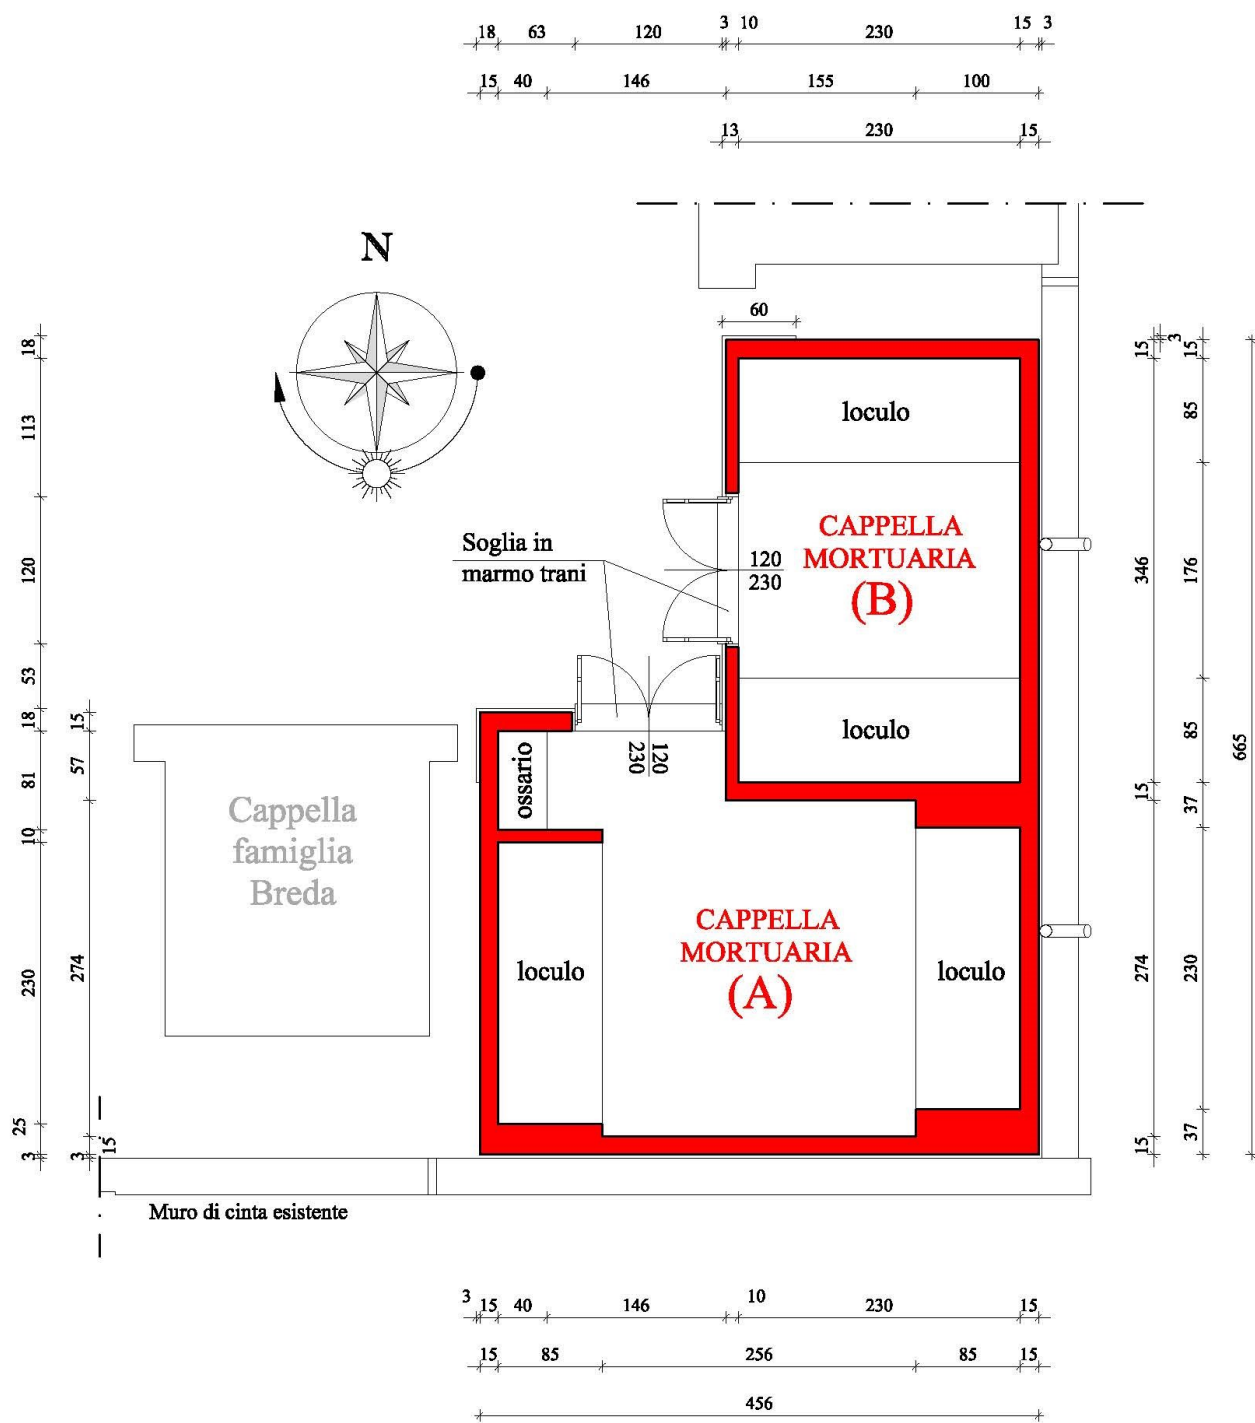 18 63 120 3 10 230 15 3
15 40 146 155 100
13 230 15
N
60
18
113
120
53
18
81
10
230
25
3
15
57
274
15
3
loculo
Soglia in
marmo trani
CAPPELLA
MORTUARIA
(B)
120
230
loculo
120
230
ossario
Cappella
famiglia
Breda
CAPPELLA
MORTUARIA
(A)
loculo
loculo
3
15
346
15
274
15
15
85
176
85
37
230
37
665
Muro di cinta esistente
3 15 40 146 10 230 15
15 85 256 85 15
456